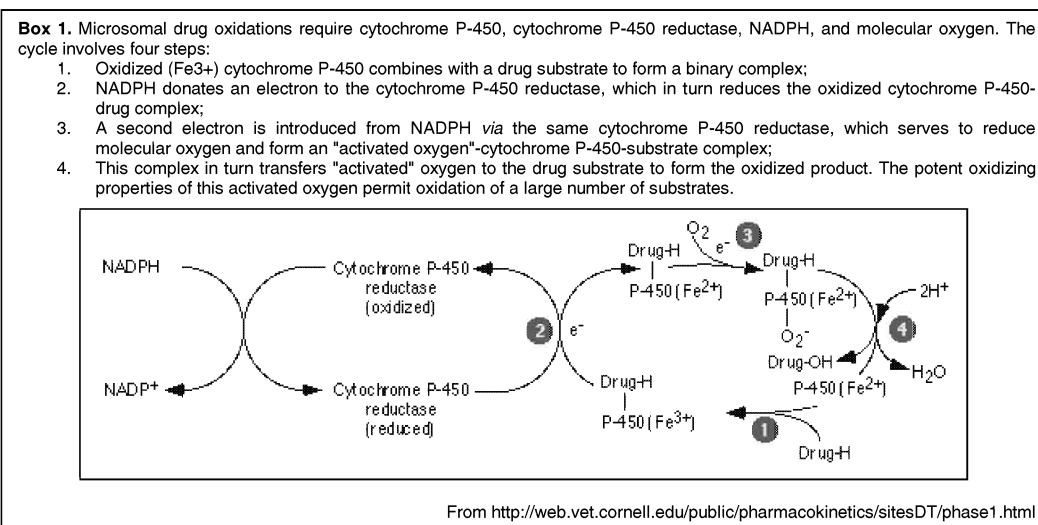 Box 1. Microsomal drug oxidations require cytochrome P-450, cytochrome P-450 reductase, NADPH, and molecular oxygen. The
cycle involves four steps:
1. Oxidized (Fe3+) cytochrome P-450 combines with a drug substrate to form a binary complex;
2. NADPH donates an electron to the cytochrome P-450 reductase, which in turn reduces the oxidized cytochrome P-450-
drug complex;
3. A second electron is introduced from NADPH via the same cytochrome P-450 reductase, which serves to reduce
molecular oxygen and form an "activated oxygen"-cytochrome P-450-substrate complex;
4. This complex in turn transfers "activated" oxygen to the drug substrate to form the oxidized product. The potent oxidizing
properties of this activated oxygen permit oxidation of a large number of substrates.
NADPH
NADP+
Cytochrome P-450
reductase
(oxidized)
Cytochrome P-450
reductase
(reduced)
2 e-
Drug-H
P-450(Fe2+)
Drug-H
P-450(Fe3+)
O2
e-
3
Drug-H
P-450(Fe2+)
O2-
2H+
4
Drug-OH
H2O
P-450(Fe2+)
1
Drug-H
From http://web.vet.cornell.edu/public/pharmacokinetics/sitesDT/phase1.html